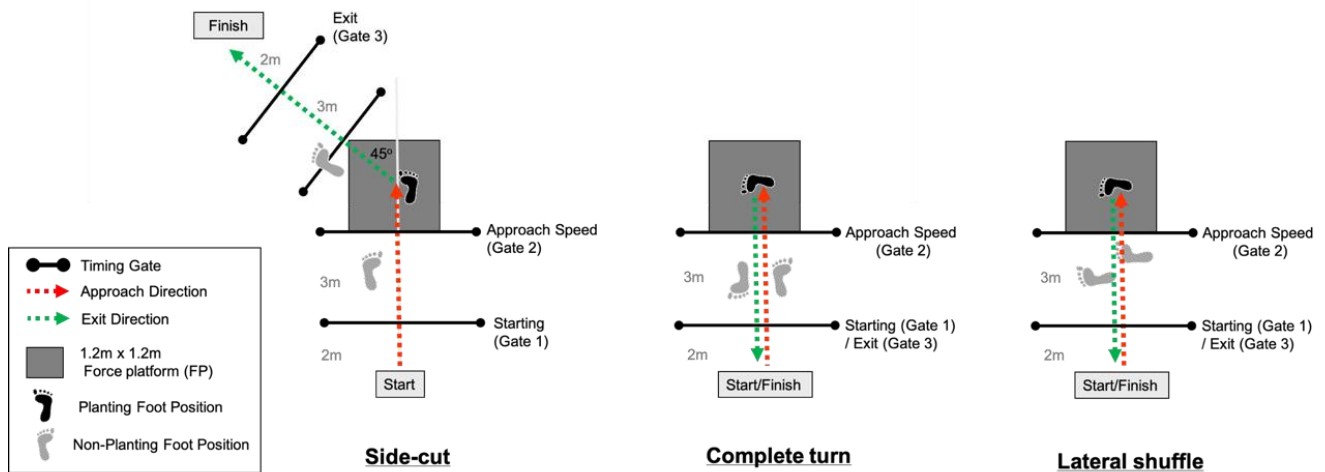 Finish
Exit
(Gate 3)
2m
3m
45º
Approach Speed
(Gate 2)
3m
Starting
(Gate 1)
2m
Start
Side-cut
Approach Speed
(Gate 2)
3m
Starting (Gate 1)
/ Exit (Gate 3)
2m
Start/Finish
Complete turn
Approach Speed
(Gate 2)
3m
Starting (Gate 1)
/ Exit (Gate 3)
2m
Start/Finish
Lateral shuffle
Timing Gate
Approach Direction
Exit Direction
1.2m x 1.2m
Force platform (FP)
Planting Foot Position
Non-Planting Foot Position